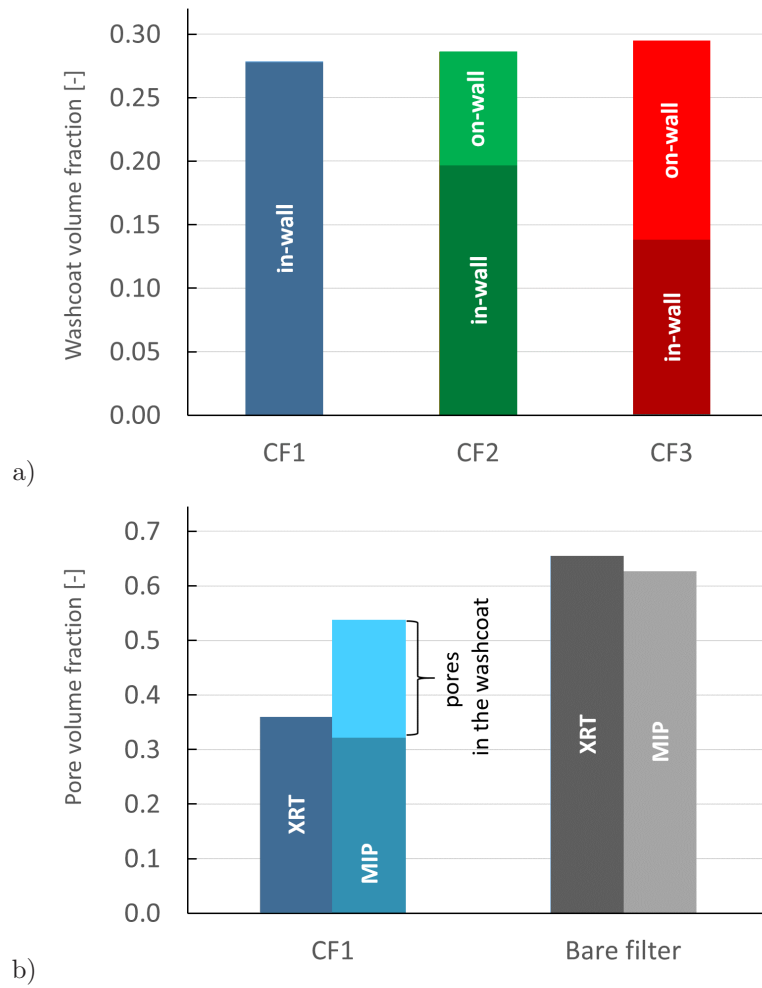 Washcoat volume fraction [-]
0.30
0.25
0.20
0.15
0.10
0.05
0.00
in-wall
on-wall
in-wall
on-wall
in-wall
CF1
CF2
CF3
a)
Pore volume fraction [-]
0.7
0.6
0.5
0.4
0.3
0.2
0.1
0.0
XRT
MIP
pores
in the washcoat
XRT
MIP
CF1
Bare filter
b)